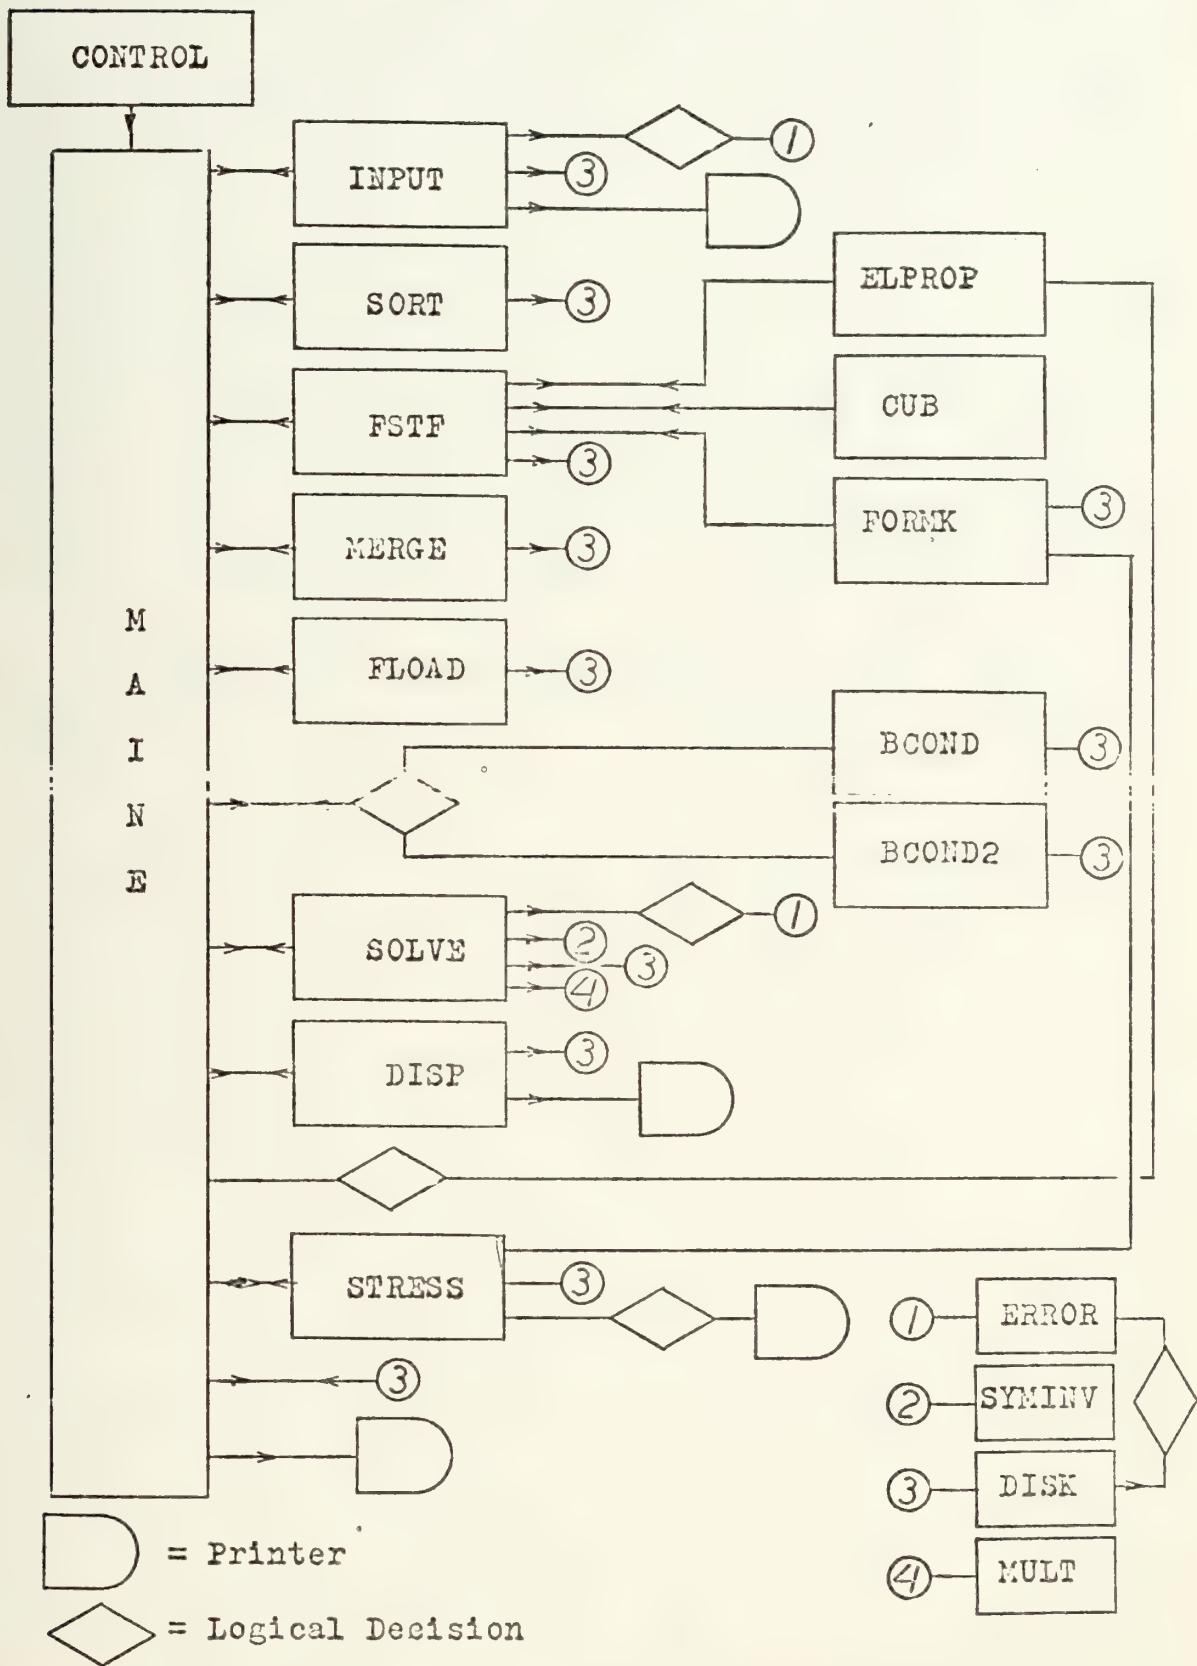 CONTROL
INPUT
1
3
SORT
3
ELPROP
FSTF
3
CUB
MERGE
3
FORMK
3
FLOAD
3
MAINE
BCOND
3
BCOND2
3
SOLVE
1
2
3
4
DISP
3
STRESS
3
3
1 ERROR
2 SYMINV
3 DISK
4 MULT
= Printer
= Logical Decision